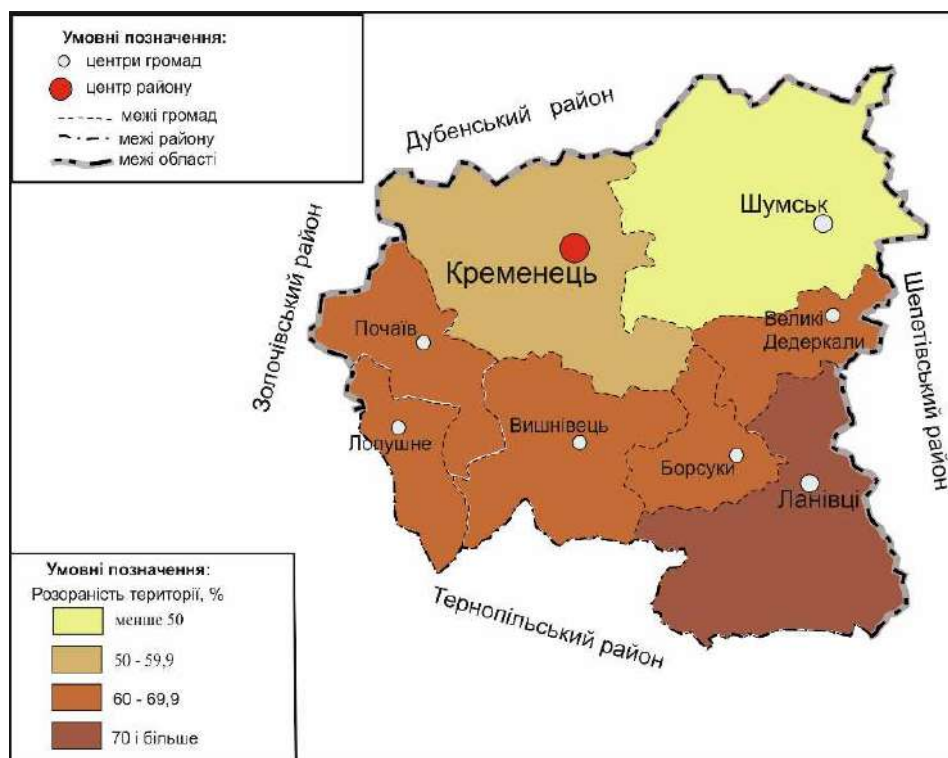 Умовні позначення:
центри громад
центр району
межі громад
межі району
межі області
Дубенський район
Золочівський район
Шепетівський район
Тернопільський район
Шумськ
Кременець
Великі
Дедеркали
Почаїв
Лопушне
Вишнівець
Борсуки
Ланівці
Умовні позначення:
Розораність території, %
менше 50
50 - 59,9
60 - 69,9
70 і більше